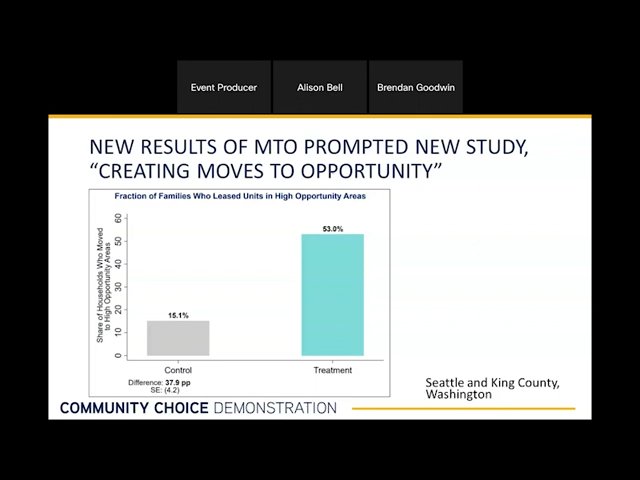 Event Producer
Alison Bell
Brendan Goodwin
NEW RESULTS OF MTO PROMPTED NEW STUDY,
“CREATING MOVES TO OPPORTUNITY”
Fraction of Families Who Leased Units in High Opportunity Areas
Share of Households Who Moved
to High Opportunity Areas
60
50
40
30
20
10
0
15.1%
53.0%
Control
Treatment
Difference: 37.9 pp
SE: (4.2)
Seattle and King County,
Washington
COMMUNITY CHOICE DEMONSTRATION